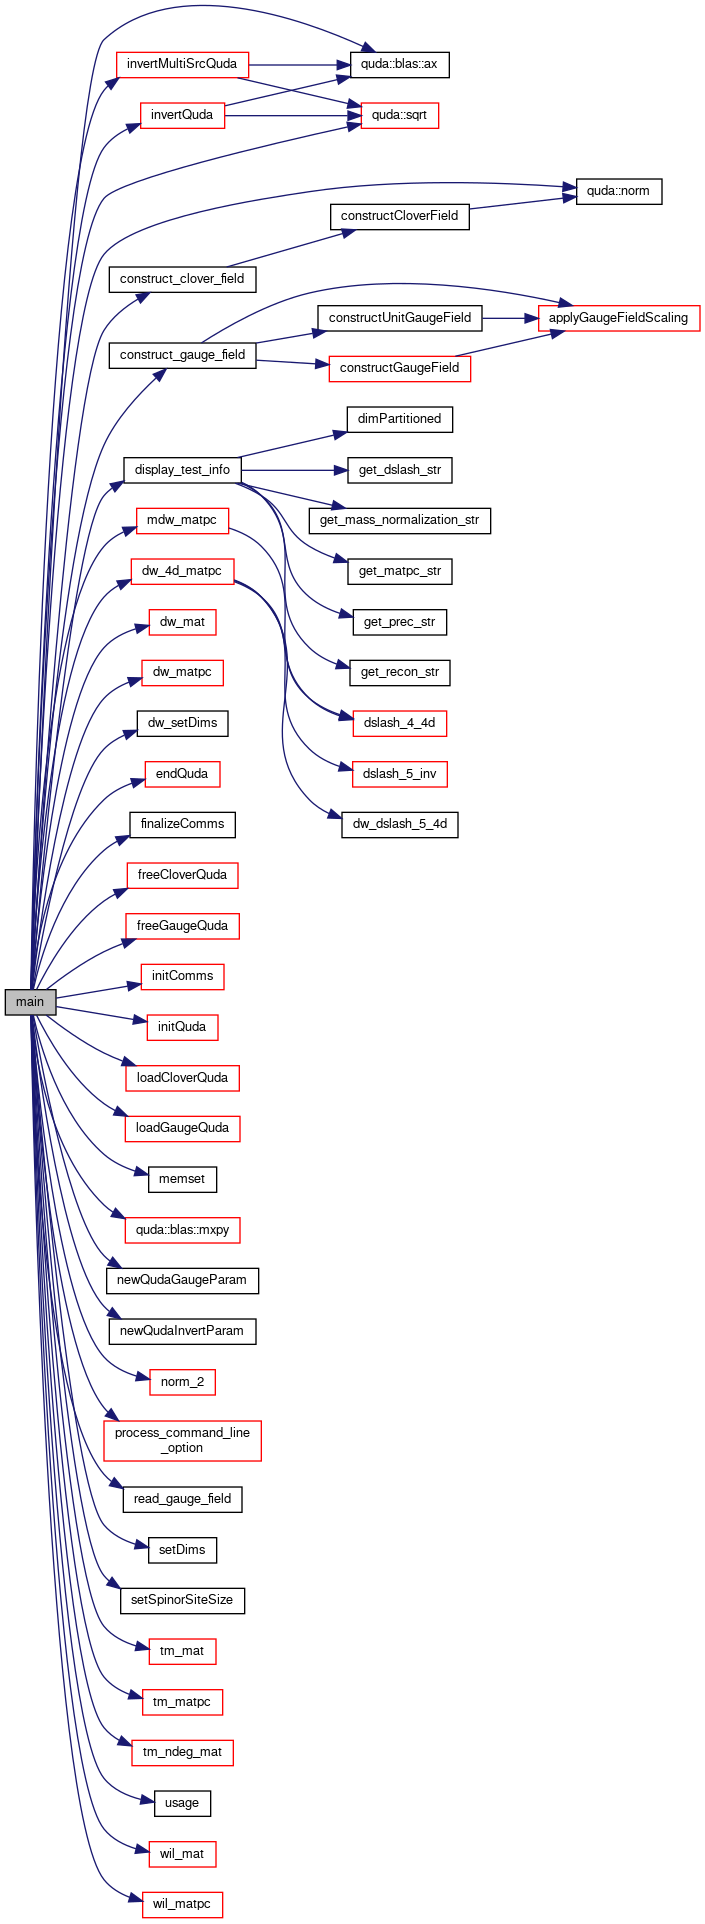 invertMultiSrcQuda
quda::blas::ax
invertQuda
quda::sqrt
quda::norm
constructCloverField
construct_clover_field
constructUnitGaugeField
applyGaugeFieldScaling
construct_gauge_field
constructGaugeField
dimPartitioned
display_test_info
get_dslash_str
mdw_matpc
get_mass_normalization_str
dw_4d_matpc
get_matpc_str
dw_mat
get_prec_str
dw_matpc
get_recon_str
dw_setDims
dslash_4_4d
endQuda
dslash_5_inv
finalizeComms
dw_dslash_5_4d
freeCloverQuda
freeGaugeQuda
initComms
main
initQuda
loadCloverQuda
loadGaugeQuda
memset
quda::blas::mxpy
newQudaGaugeParam
newQudaInvertParam
norm_2
process_command_line
_option
read_gauge_field
setDims
setSpinorSiteSize
tm_mat
tm_matpc
tm_ndeg_mat
usage
wil_mat
wil_matpc